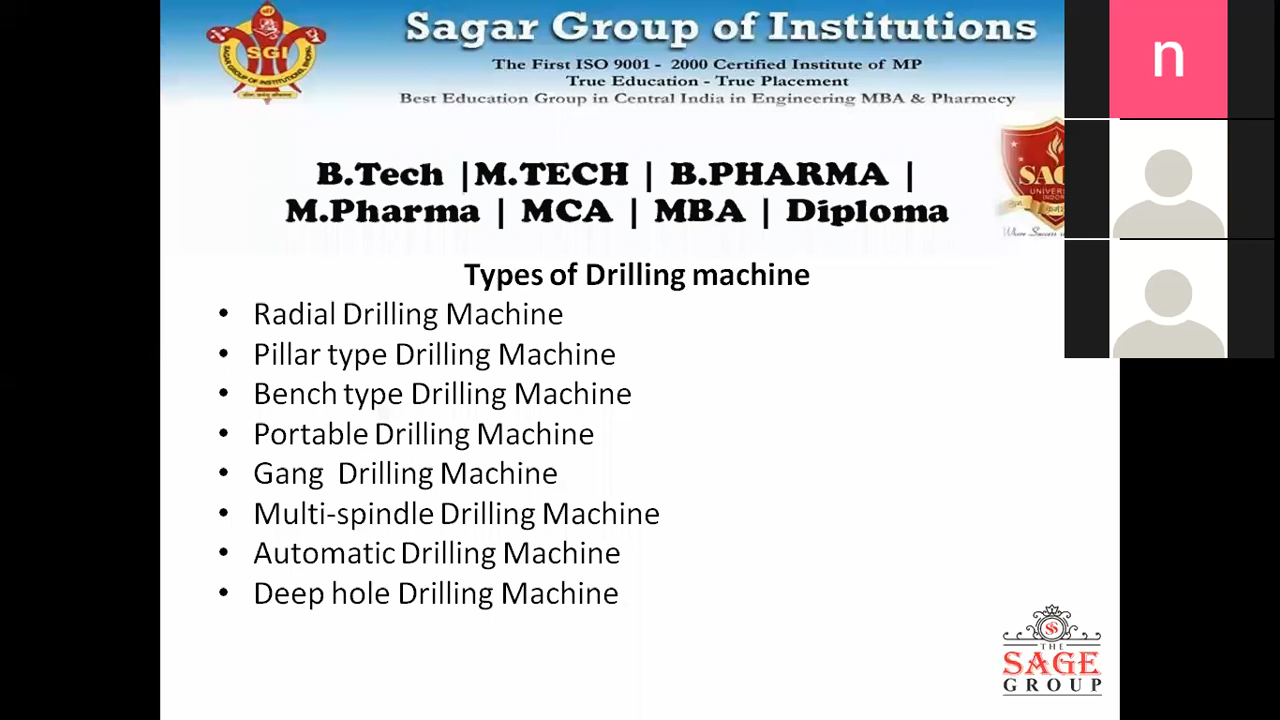 SGI
Sagar Group of Institutions
The First ISO 9001 - 2000 Certified Institute of MP
True Education - True Placement
Best Education Group in Central India in Engineering MBA & Pharmecy
n
B.Tech |M.TECH | B.PHARMA |
M.Pharma | MCA | MBA | Diploma
Types of Drilling machine
• Radial Drilling Machine
• Pillar type Drilling Machine
• Bench type Drilling Machine
• Portable Drilling Machine
• Gang Drilling Machine
• Multi-spindle Drilling Machine
• Automatic Drilling Machine
• Deep hole Drilling Machine
THE
SAGE
GROUP